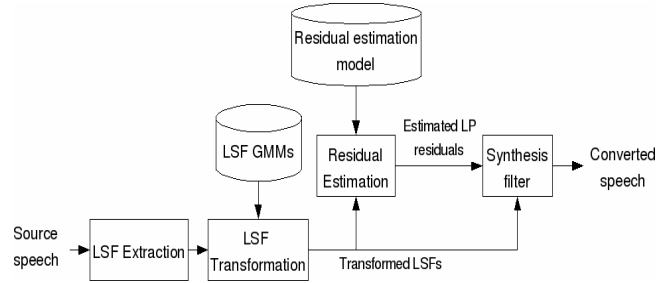 Residual estimation
model
LSF GMMs
Residual
Estimation
Estimated LP
residuals
Synthesis
filter
Converted
speech
Source
speech
LSF Extraction
LSF
Transformation
Transformed LSFs